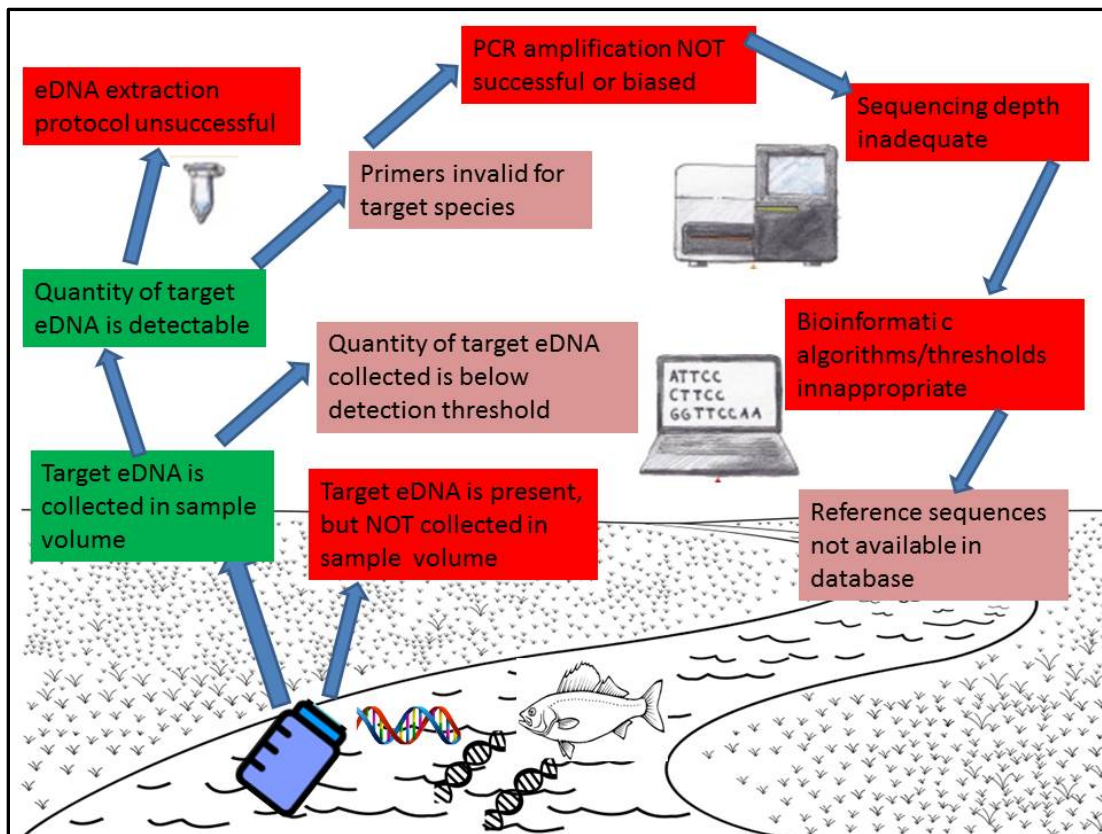 PCR amplification NOT
successful or biased
eDNA extraction
protocol unsuccessful
Sequencing depth
inadequate
Primers invalid for
target species
Quantity of target
eDNA is detectable
Quantity of target eDNA
collected is below
detection threshold
ATTCC
CTTCC
GGTTCCAA
Bioinformati c
algorithms/thresholds
innappropriate
Target eDNA is
collected in sample
volume
Target eDNA is present,
but NOT collected in
sample volume
Reference sequences
not available in
database